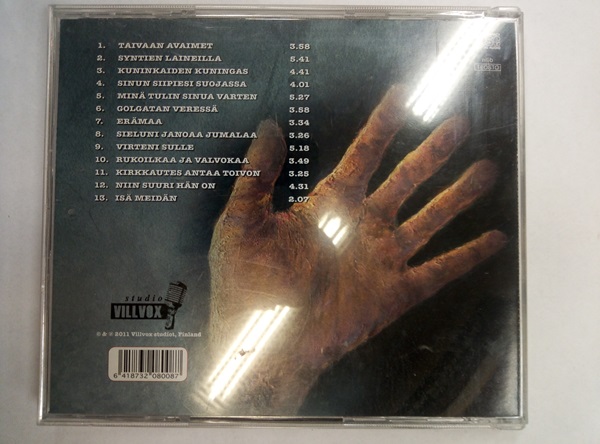 1. TAIVAAN AVAIMET 3.58
2. SYNTIEN LAINEILLA 5.41
3. KUNINKAIDEN KUNINGAS 4.41
4. SINUN SIIPIESI SUOJASSA 4.01
5. MINÄ TULIN SINUA VARTEN 5.27
6. GOLGATAN VERESSÄ 3.58
7. ERÄMAA 3.34
8. SIELUNI JANOAA JUMALAA 3.26
9. VIRTENI SULLE 5.18
10. RUKOILKAA JA VALVOKAA 3.49
11. KIRKKAUTES ANTAA TOIVON 3.25
12. NIIN SUURI HÄN ON 4.31
13. ISÄ MEIDÄN 2.07
studio
VILLVOX
© & ℗ 2011 Villvox studiot, Finland
6 418732 080087